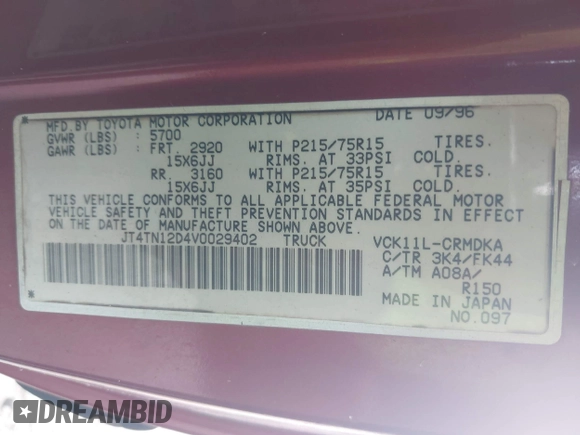 MFD.BY TOYOTA MOTOR CORPORATION DATE 09/96
GVWR (LBS) : 5700
GAWR (LBS) : FRT. 2920 WITH P215/75R15 TIRES.
15X6JJ RIMS. AT 33PSI COLD.
RR. 3160 WITH P215/75R15 TIRES.
15X6JJ RIMS. AT 35PSI COLD.
THIS VEHICLE CONFORMS TO ALL APPLICABLE FEDERAL MOTOR
VEHICLE SAFETY AND THEFT PREVENTION STANDARDS IN EFFECT
ON THE DATE OF MANUFACTURE SHOWN ABOVE.
JT4TN12D4V0029402 TRUCK VCK11L-CRMDKA
C/TR 3K4/FK44
A/TM A08A/
R150
MADE IN JAPAN
NO.097
DREAMBID